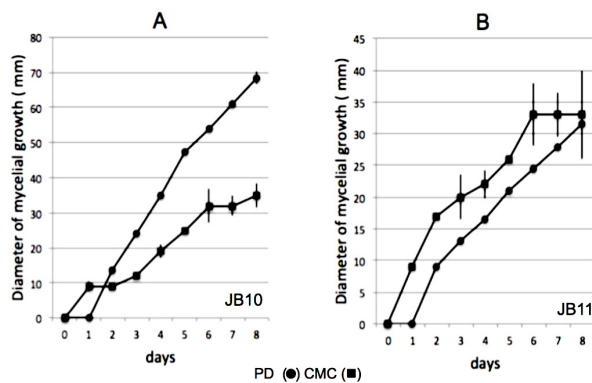 A
Diameter of mycelial growth ( mm)
80
70
60
50
40
30
20
10
0
0 1 2 3 4 5 6 7 8
days
JB10
B
Diameter of mycelial growth ( mm)
45
40
35
30
25
20
15
10
5
0
0 1 2 3 4 5 6 7 8
days
JB11
PD (●) CMC (■)